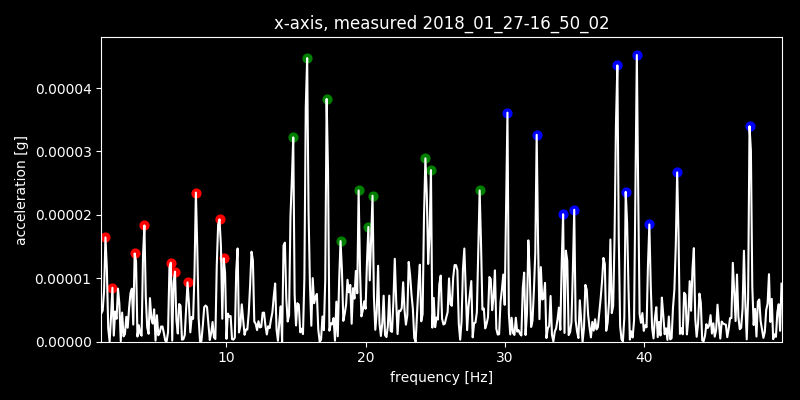 x-axis, measured 2018_01_27-16_50_02
0.00004
0.00003
0.00002
0.00001
0.00000
acceleration [g]
10 20 30 40
frequency [Hz]